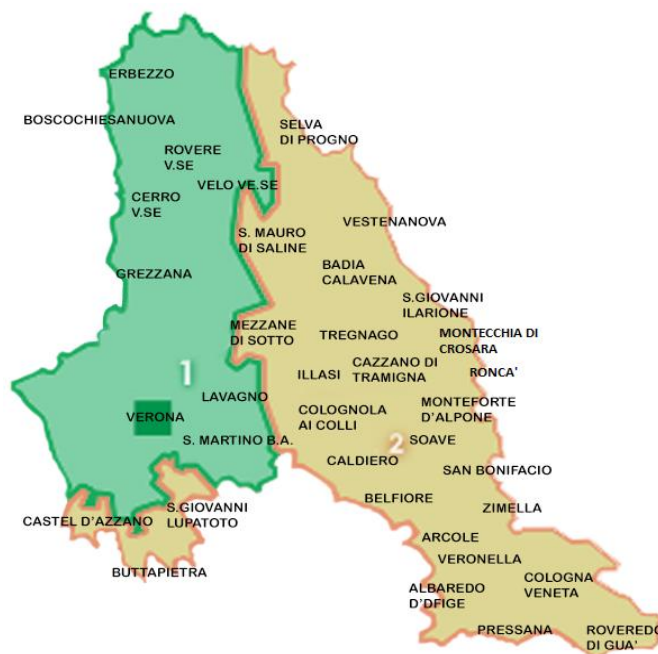 ERBEZZO
BOSCOCHIESANUOVA
SELVA
DI PROGNO
ROVERE
V.SE
VELO VE.SE
CERRO
V.SE
VESTENANOVA
S. MAURO
DI SALINE
BADIA
CALAVENA
GREZZANA
S.GIOVANNI
ILARIONE
MEZZANE
DI SOTTO
TREGNAGO
MONTECCHIA DI
CROSARA
1
ILLASI
CAZZANO DI
TRAMIGNA
RONCA'
LAVAGNO
VERONA
COLOGNOLA
AI COLLI
MONTEFORTE
D'ALPONE
S. MARTINO B.A.
2
SOAVE
CALDIERO
SAN BONIFACIO
BELFIORE
ZIMELLA
S.GIOVANNI
LUPATOTO
CASTEL D'AZZANO
ARCOLE
VERONELLA
BUTTAPIETRA
ALBAREDO
D'DFIGE
COLOGNA
VENETA
PRESSANA
ROVEREDO
DI GUA'